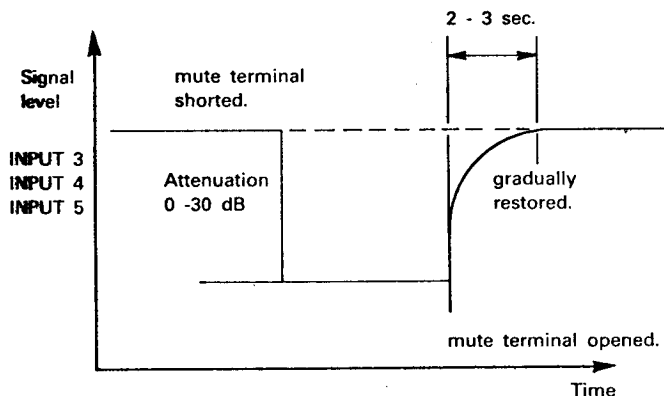 2 - 3 sec.
Signal
level
mute terminal
shorted.
INPUT 3
INPUT 4
INPUT 5
Attenuation
0 -30 dB
gradually
restored.
mute terminal opened.
Time